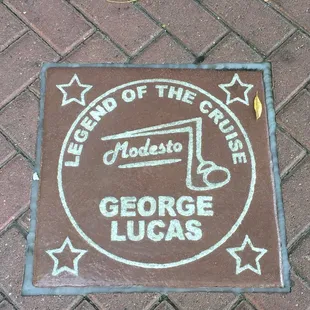 LEGEND OF THE CRUISE
Modesto
GEORGE
LUCAS